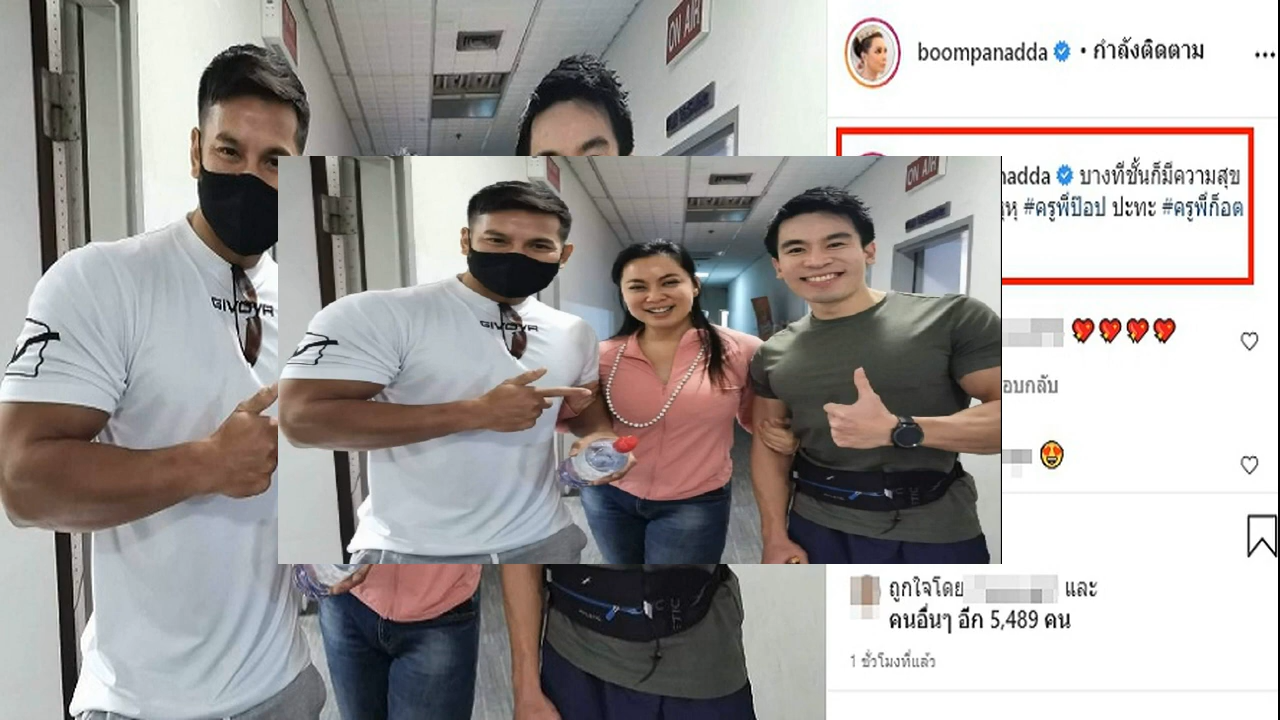 ON AIR
boompanadda • กำลังติดตาม
nadda บางทีชั้นก็มีความสุข
#ครูพี่ป๊อป ปะทะ #ครูพี่ก็อต
GIVOVA
ON AIR
GIVOVA
อบกลับ
ถูกใจโดย และ
คนอื่นๆ อีก 5,489 คน
1 ชั่วโมงที่แล้ว